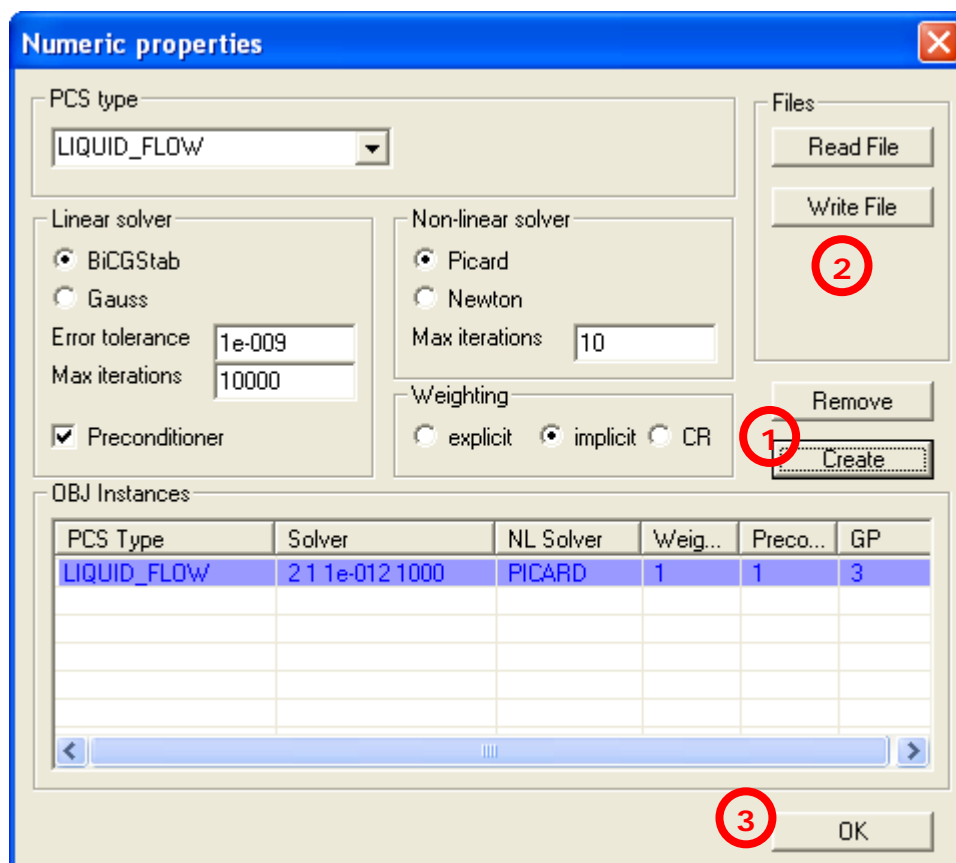 Numeric properties
PCS type
LIQUID_FLOW
Files
Read File
Write File
2
Linear solver
BiCGStab
Gauss
Error tolerance 1e-009
Max iterations 10000
Preconditioner
Non-linear solver
Picard
Newton
Max iterations 10
Weighting
explicit implicit CR
Remove
1
Create
OBJ Instances
PCS Type Solver NL Solver Weig... Preco... GP
LIQUID_FLOW 2 1 1e-012 1000 PICARD 1 1 3
3
OK